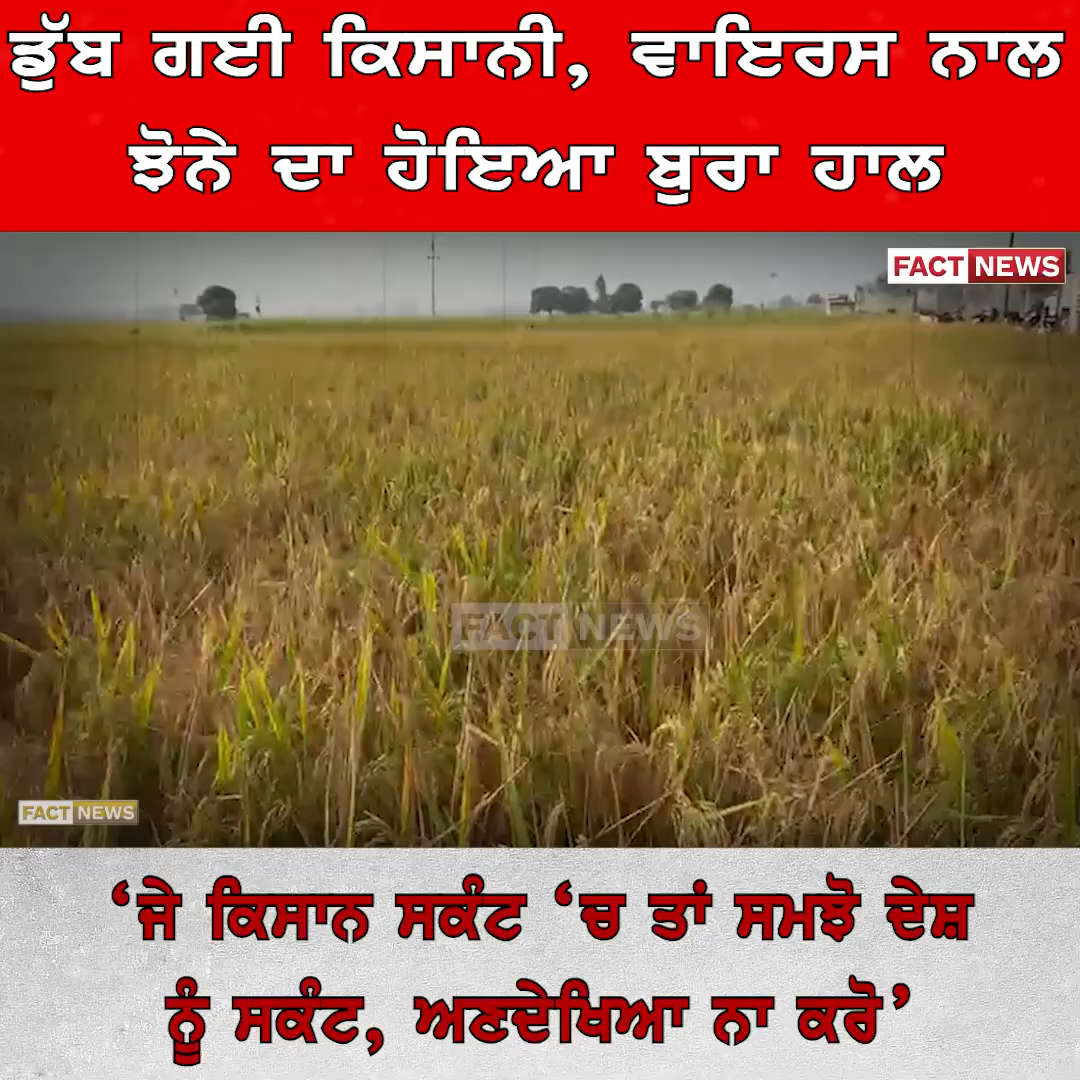 ਡੁੱਬ ਗਈ ਕਿਸਾਨੀ, ਵਾਇਰਸ ਨਾਲ
ਝੋਨੇ ਦਾ ਹੋਇਆ ਬੁਰਾ ਹਾਲ
FACT NEWS
FACT NEWS
FACT NEWS
‘ਜੇ ਕਿਸਾਨ ਸਕੰਟ ‘ਚ ਤਾਂ ਸਮਝੋ ਦੇਸ਼
ਨੂੰ ਸਕੰਟ, ਅਣਦੇਖਿਆ ਨਾ ਕਰੋ’